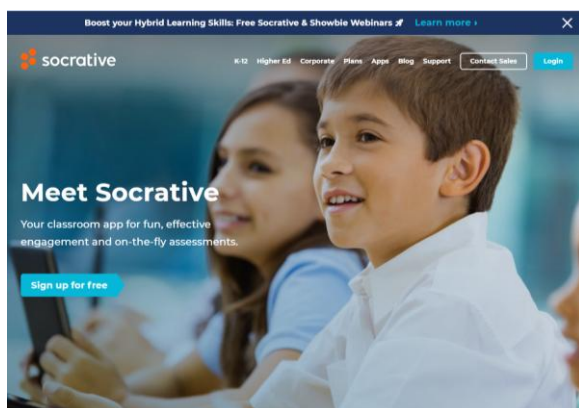 Boost your Hybrid Learning Skills: Free Socrative & Showbie Webinars 🚀 Learn more ›
socrative
K-12 Higher Ed Corporate Plans Apps Blog Support Contact Sales Login
Meet Socrative
Your classroom app for fun, effective
engagement and on-the-fly assessments.
Sign up for free